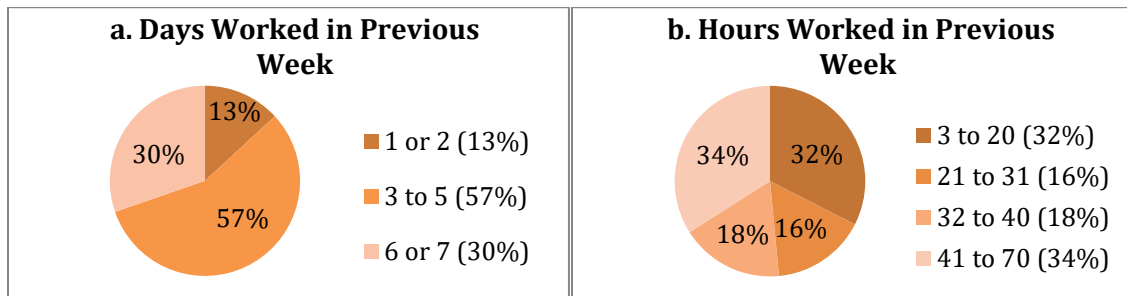 a. Days Worked in Previous
Week
13%
30%
57%
1 or 2 (13%)
3 to 5 (57%)
6 or 7 (30%)
b. Hours Worked in Previous
Week
34%
32%
18%
16%
3 to 20 (32%)
21 to 31 (16%)
32 to 40 (18%)
41 to 70 (34%)